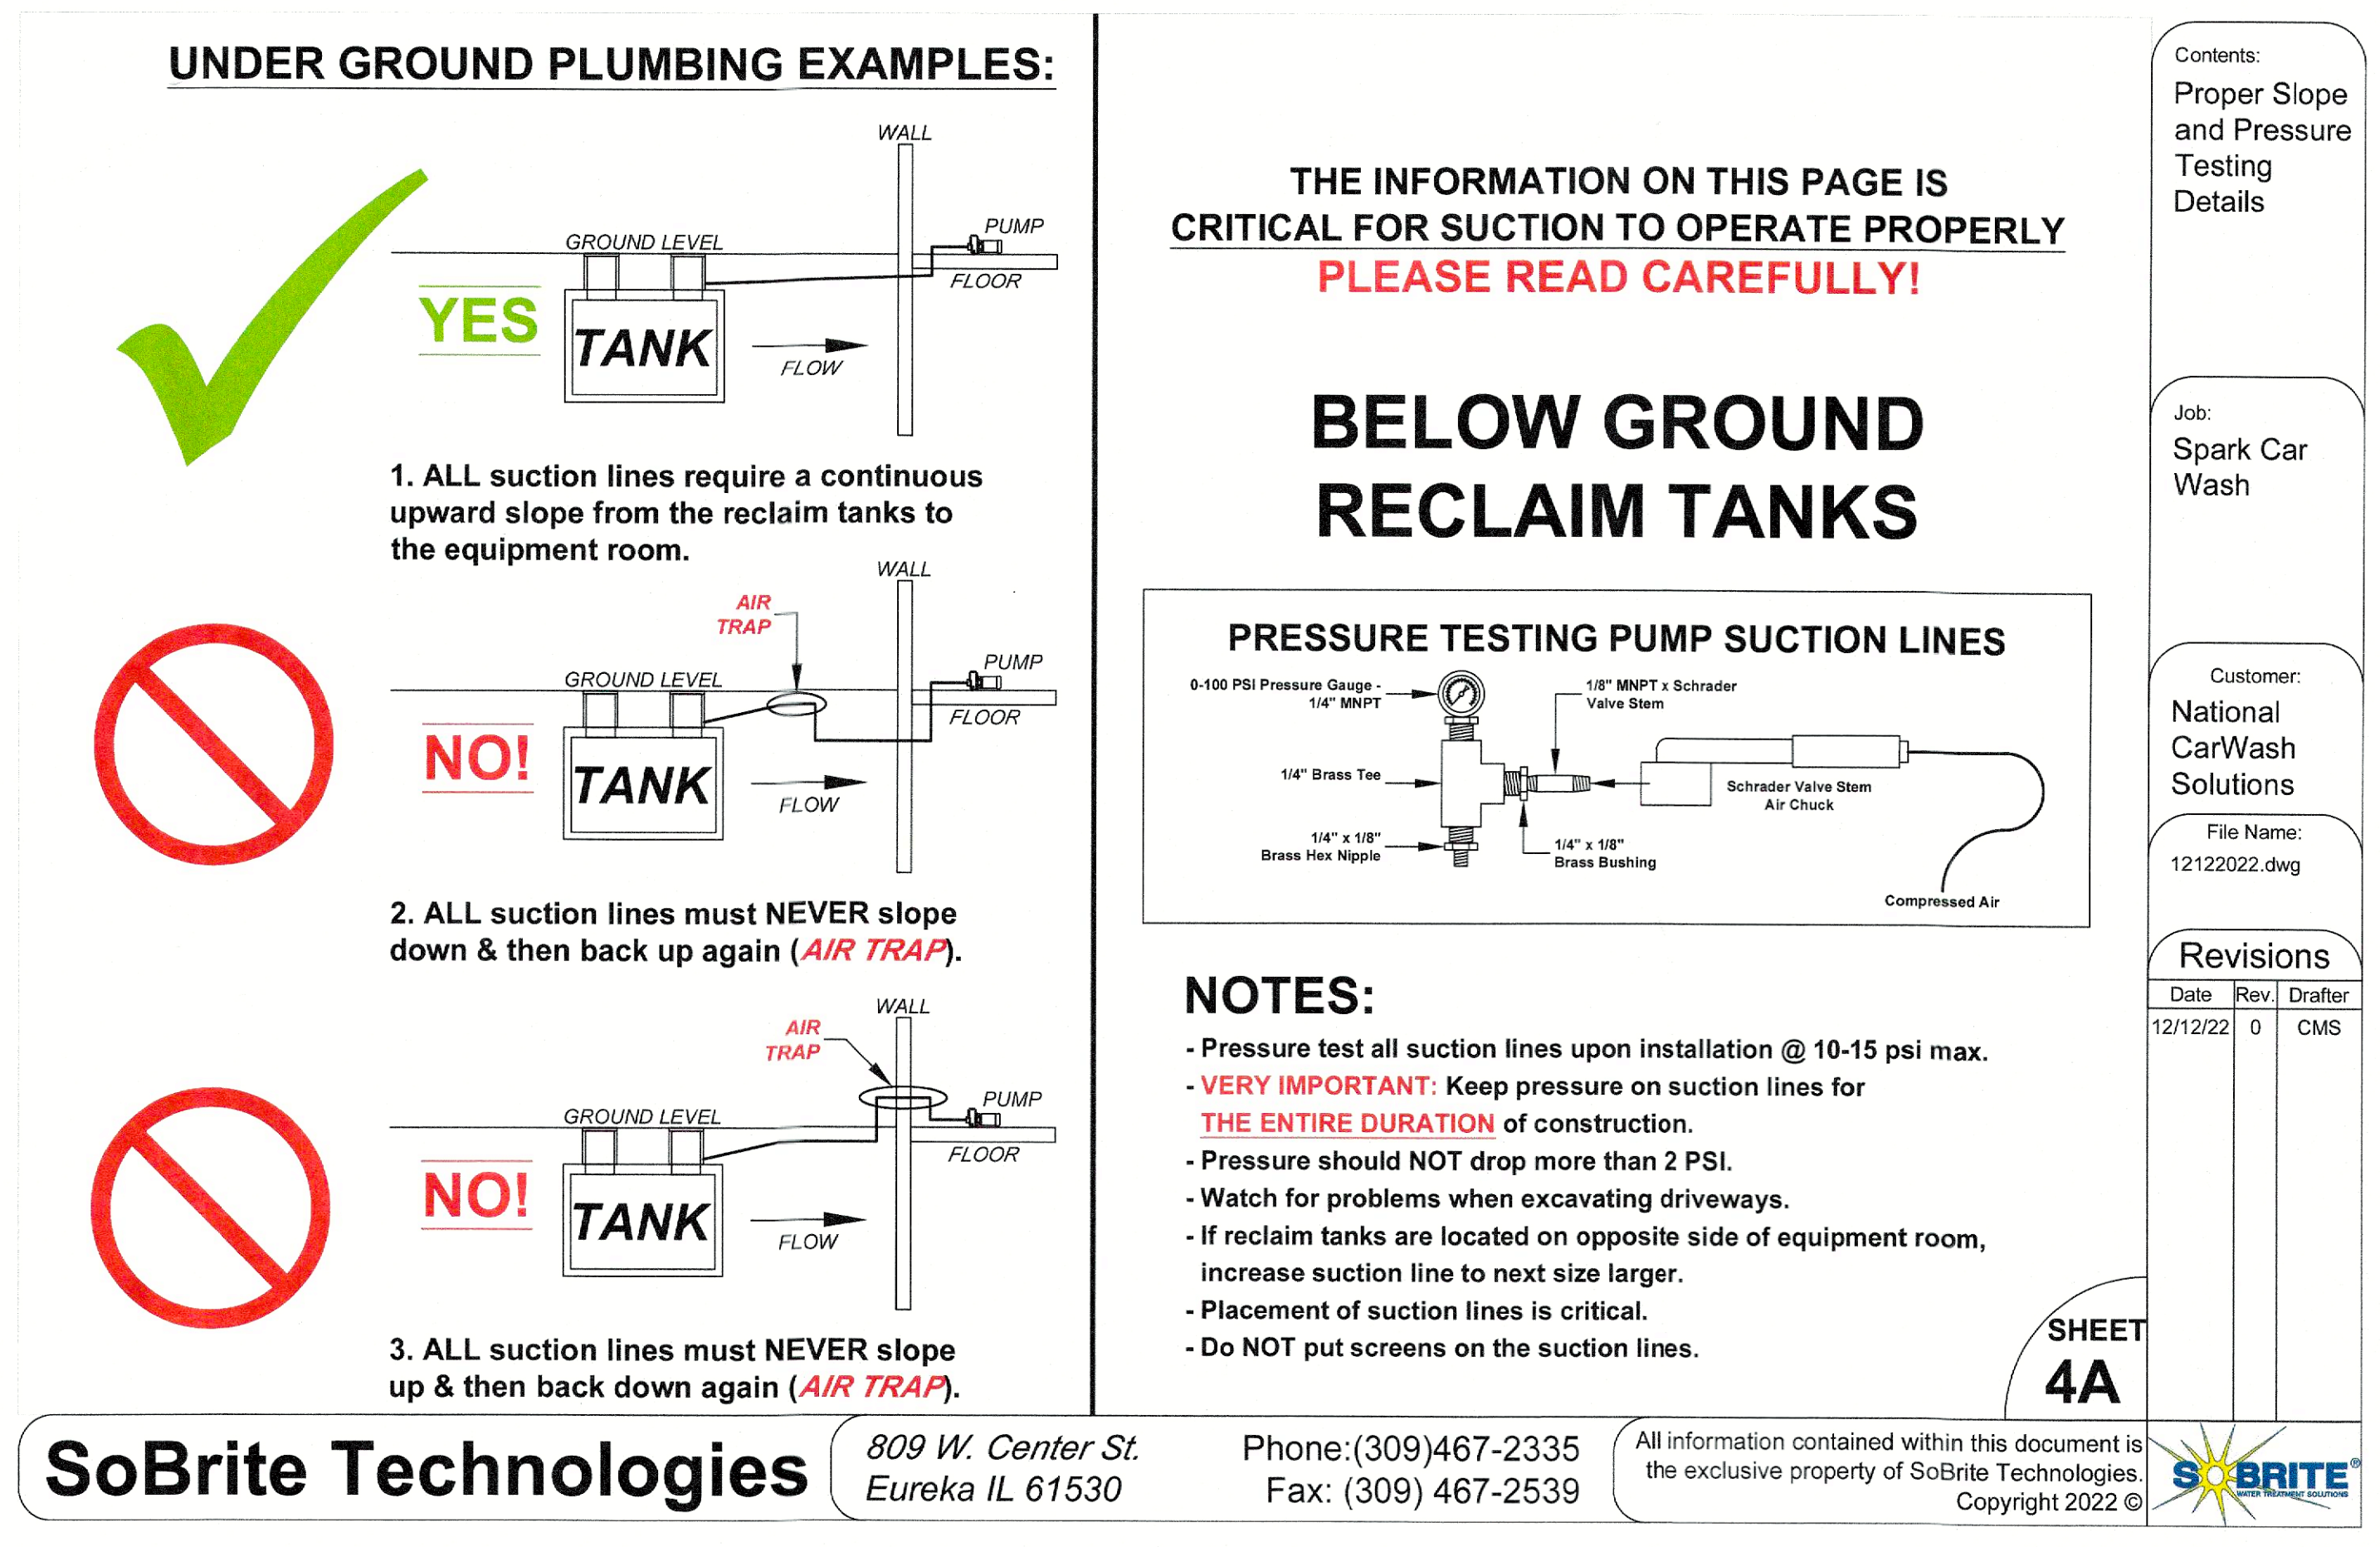 UNDER GROUND PLUMBING EXAMPLES:
WALL
PUMP
GROUND LEVEL
FLOOR
YES
TANK
FLOW
1. ALL suction lines require a continuous
upward slope from the reclaim tanks to
the equipment room.
WALL
AIR
TRAP
PUMP
GROUND LEVEL
FLOOR
NO!
TANK
FLOW
2. ALL suction lines must NEVER slope
down & then back up again (AIR TRAP).
WALL
AIR
TRAP
PUMP
GROUND LEVEL
FLOOR
NO!
TANK
FLOW
3. ALL suction lines must NEVER slope
up & then back down again (AIR TRAP).
THE INFORMATION ON THIS PAGE IS
CRITICAL FOR SUCTION TO OPERATE PROPERLY
PLEASE READ CAREFULLY!
BELOW GROUND
RECLAIM TANKS
PRESSURE TESTING PUMP SUCTION LINES
0-100 PSI Pressure Gauge -
1/4" MNPT
1/8" MNPT x Schrader
Valve Stem
1/4" Brass Tee
Schrader Valve Stem
Air Chuck
1/4" x 1/8"
Brass Hex Nipple
1/4" x 1/8"
Brass Bushing
Compressed Air
NOTES:
- Pressure test all suction lines upon installation @ 10-15 psi max.
- VERY IMPORTANT: Keep pressure on suction lines for
THE ENTIRE DURATION of construction.
- Pressure should NOT drop more than 2 PSI.
- Watch for problems when excavating driveways.
- If reclaim tanks are located on opposite side of equipment room,
increase suction line to next size larger.
- Placement of suction lines is critical.
- Do NOT put screens on the suction lines.
SHEET
4A
Contents:
Proper Slope
and Pressure
Testing
Details
Job:
Spark Car
Wash
Customer:
National
CarWash
Solutions
File Name:
12122022.dwg
Revisions
Date Rev. Drafter
12/12/22 0 CMS
SoBrite Technologies
809 W. Center St.
Eureka IL 61530
Phone:(309)467-2335
Fax: (309) 467-2539
All information contained within this document is
the exclusive property of SoBrite Technologies.
Copyright 2022 ©
SOBRITE®
WATER TREATMENT SOLUTIONS